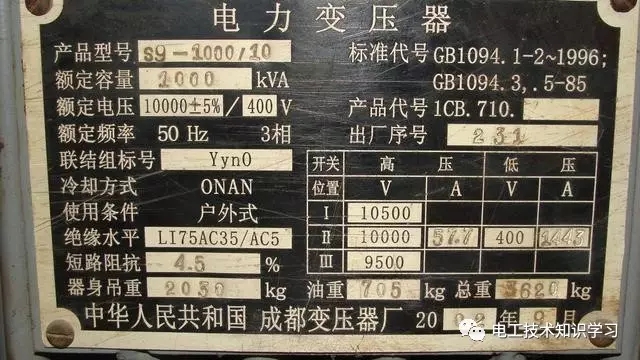 电力变压器
产品型号 S9-1000/10 标准代号 GB1094.1-2~1996;
额定容量 1000 kVA GB1094.3,.5-85
额定电压 10000±5%/400 V 产品代号 1CB.710.
额定频率 50 Hz 3相 出厂序号 231
联结组标号 Yyn0
冷却方式 ONAN
使用条件 户外式
绝缘水平 LI75AC35/AC5
短路阻抗 4.5 %
开关 高压 低压
位置 V A V A
Ⅰ 10500
Ⅱ 10000 57.7 400 1443
Ⅲ 9500
器身吊重 2030 kg 油重 705 kg 总重 3620 kg
中华人民共和国 成都变压器厂 2002年9月
电工技术知识学习